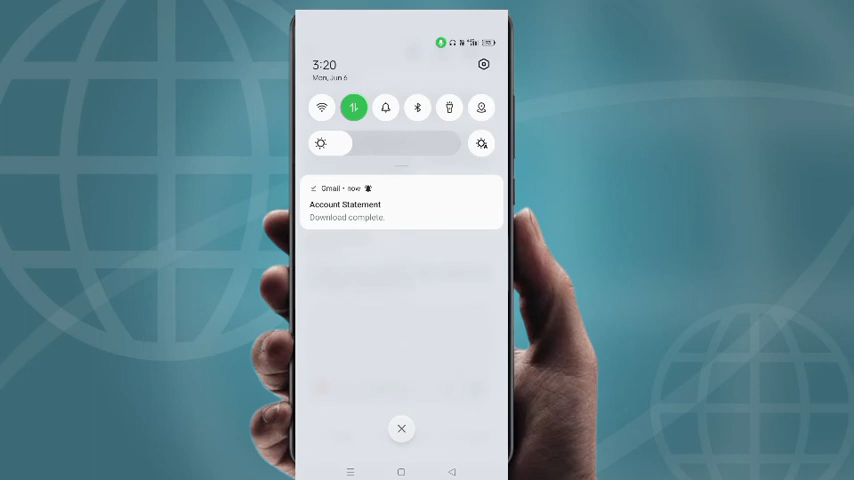 3:20
Mon, Jun 6
Gmail • now
Account Statement
Download complete.